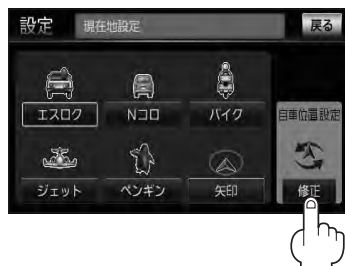 設定 現在地設定 戻る
エスロク Nコロ バイク 自車位置設定
ジェット ペンギン 矢印 修正